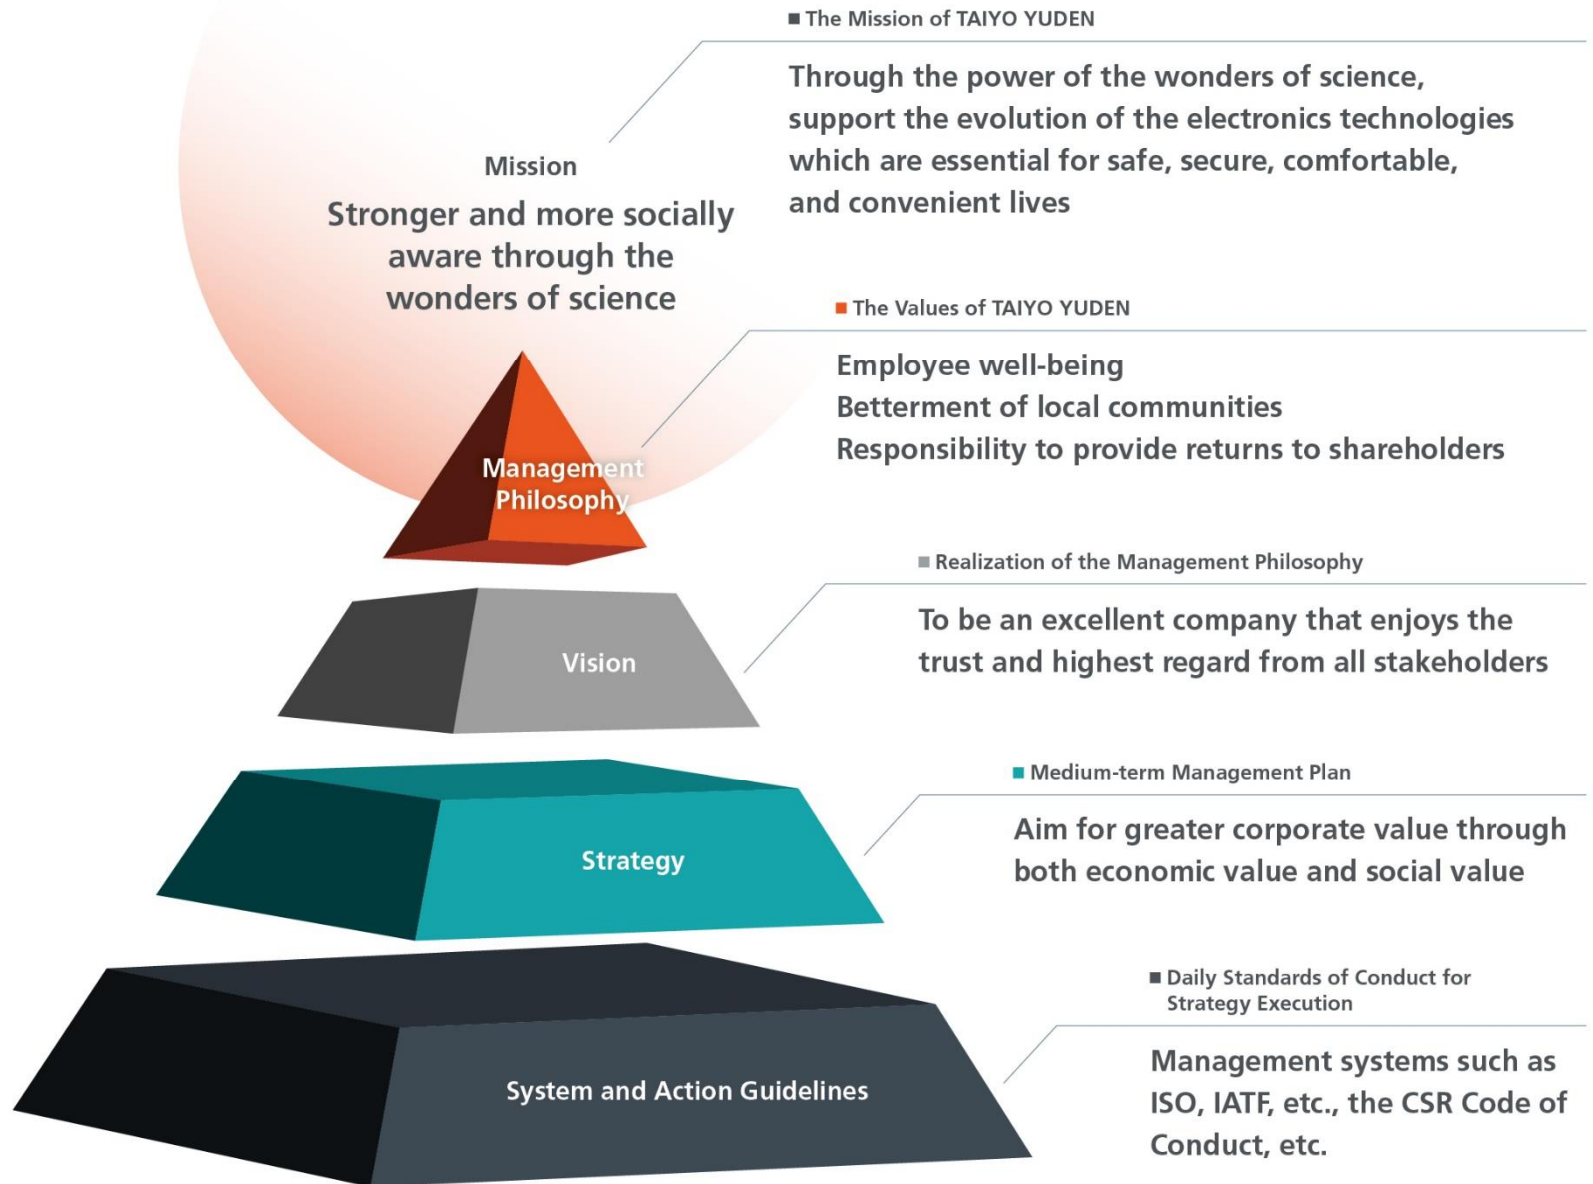 The Mission of TAIYO YUDEN
Through the power of the wonders of science,
support the evolution of the electronics technologies
which are essential for safe, secure, comfortable,
and convenient lives
Mission
Stronger and more socially
aware through the
wonders of science
The Values of TAIYO YUDEN
Employee well-being
Betterment of local communities
Responsibility to provide returns to shareholders
Management
Philosophy
Realization of the Management Philosophy
To be an excellent company that enjoys the
trust and highest regard from all stakeholders
Vision
Medium-term Management Plan
Aim for greater corporate value through
both economic value and social value
Strategy
Daily Standards of Conduct for
Strategy Execution
Management systems such as
ISO, IATF, etc., the CSR Code of
Conduct, etc.
System and Action Guidelines